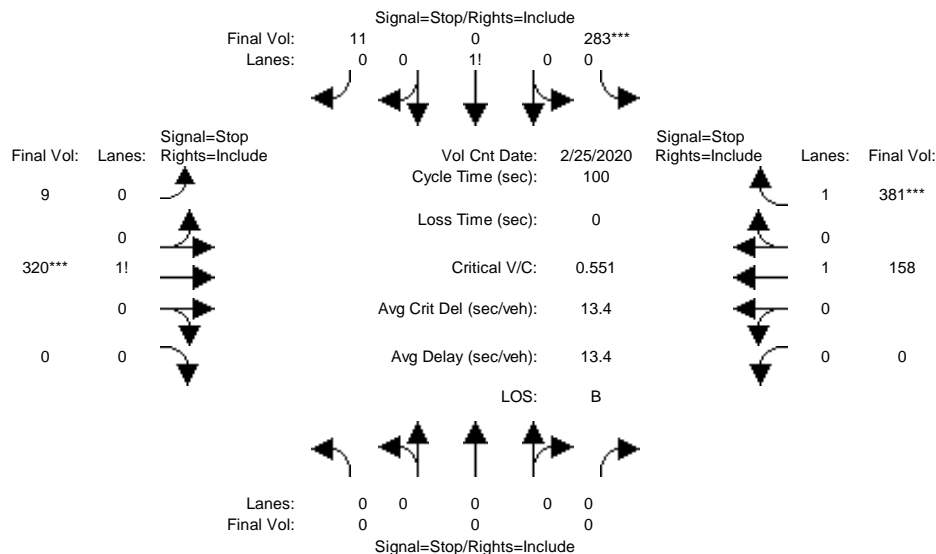 Signal=Stop/Rights=Include
Final Vol: 11 0 283***
Lanes: 0 0 1! 0 0
Signal=Stop
Final Vol: Lanes: Rights=Include
Vol Cnt Date: 2/25/2020
Signal=Stop
Rights=Include Lanes: Final Vol:
Cycle Time (sec): 100
9 0
1 381***
Loss Time (sec): 0
0
0
320*** 1!
Critical V/C: 0.551
1 158
0
Avg Crit Del (sec/veh): 13.4
0
0 0
Avg Delay (sec/veh): 13.4
0 0
LOS: B
Lanes: 0 0 0 0 0
Final Vol: 0 0 0
Signal=Stop/Rights=Include